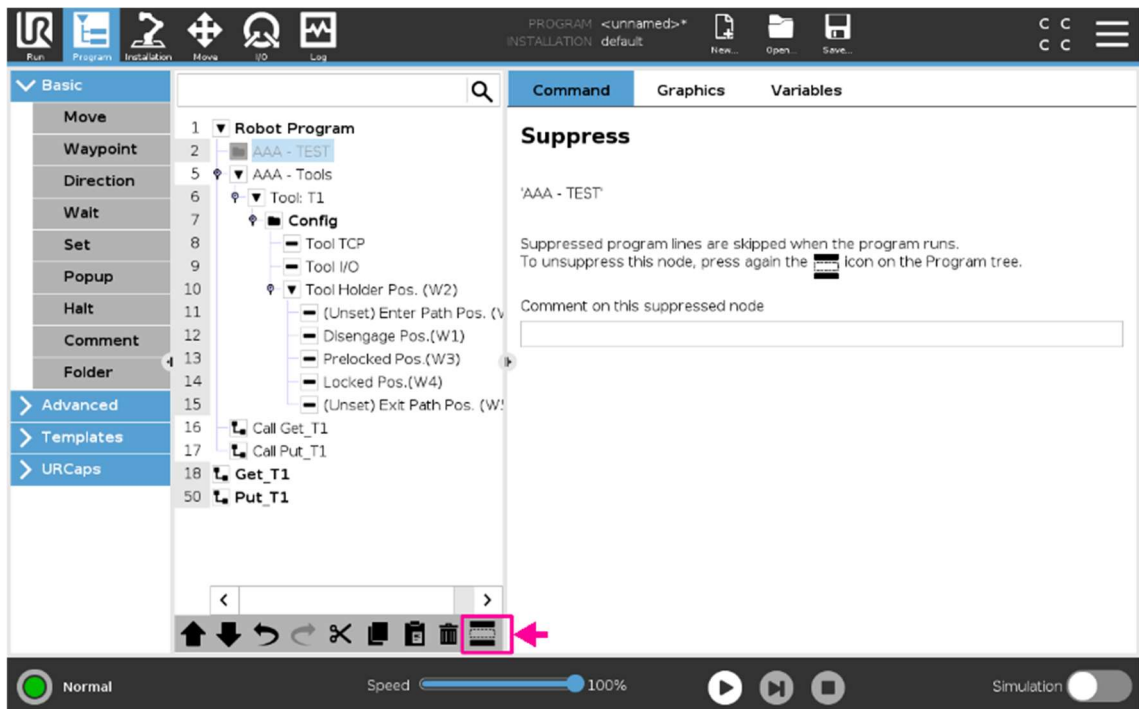 PROGRAM <unnamed>*
INSTALLATION default
Run
Program
Installation
Move
I/O
Log
New...
Open...
Save...
C C
C C
Basic
Move
Waypoint
Direction
Wait
Set
Popup
Halt
Comment
Folder
Advanced
Templates
URCaps
1 Robot Program
2 AAA - TEST
5 AAA - Tools
6 Tool: T1
7 Config
8 Tool TCP
9 Tool I/O
10 Tool Holder Pos. (W2)
11 (Unset) Enter Path Pos. (V
12 Disengage Pos.(W1)
13 Prelocked Pos.(W3)
14 Locked Pos.(W4)
15 (Unset) Exit Path Pos. (W!
16 Call Get_T1
17 Call Put_T1
18 Get_T1
50 Put_T1
Command Graphics Variables
Suppress
'AAA - TEST'
Suppressed program lines are skipped when the program runs.
To unsuppress this node, press again the icon on the Program tree.
Comment on this suppressed node
Normal
Speed 100%
Simulation